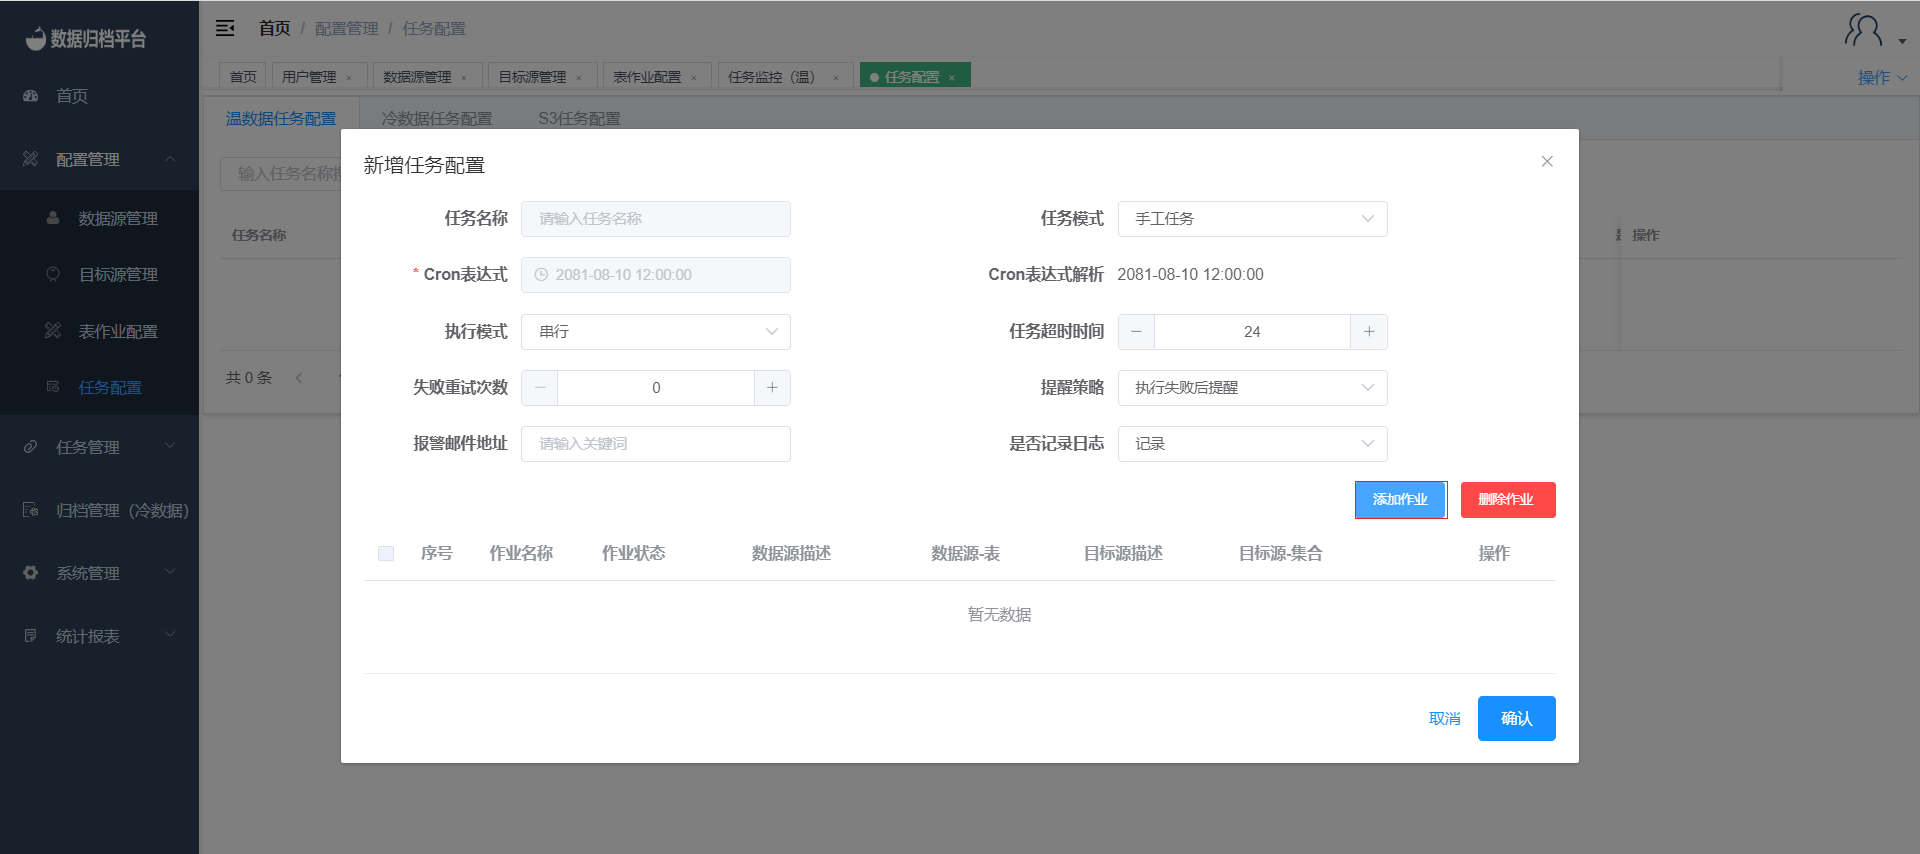 数据归档平台
首页
配置管理
数据源管理
目标源管理
表作业配置
任务配置
任务管理
归档管理（冷数据）
系统管理
统计报表
首页 / 配置管理 / 任务配置
首页 用户管理 × 数据源管理 × 目标源管理 × 表作业配置 × 任务监控（温） × 任务配置 × 操作
温数据任务配置 冷数据任务配置 S3任务配置
输入任务名称
任务名称 操作
共 0 条
新增任务配置
任务名称 请输入任务名称 任务模式 手工任务
* Cron表达式 2081-08-10 12:00:00 Cron表达式解析 2081-08-10 12:00:00
执行模式 串行 任务超时时间 24
失败重试次数 0 提醒策略 执行失败后提醒
报警邮件地址 请输入关键词 是否记录日志 记录
添加作业 删除作业
序号 作业名称 作业状态 数据源描述 数据源-表 目标源描述 目标源-集合 操作
暂无数据
取消 确认